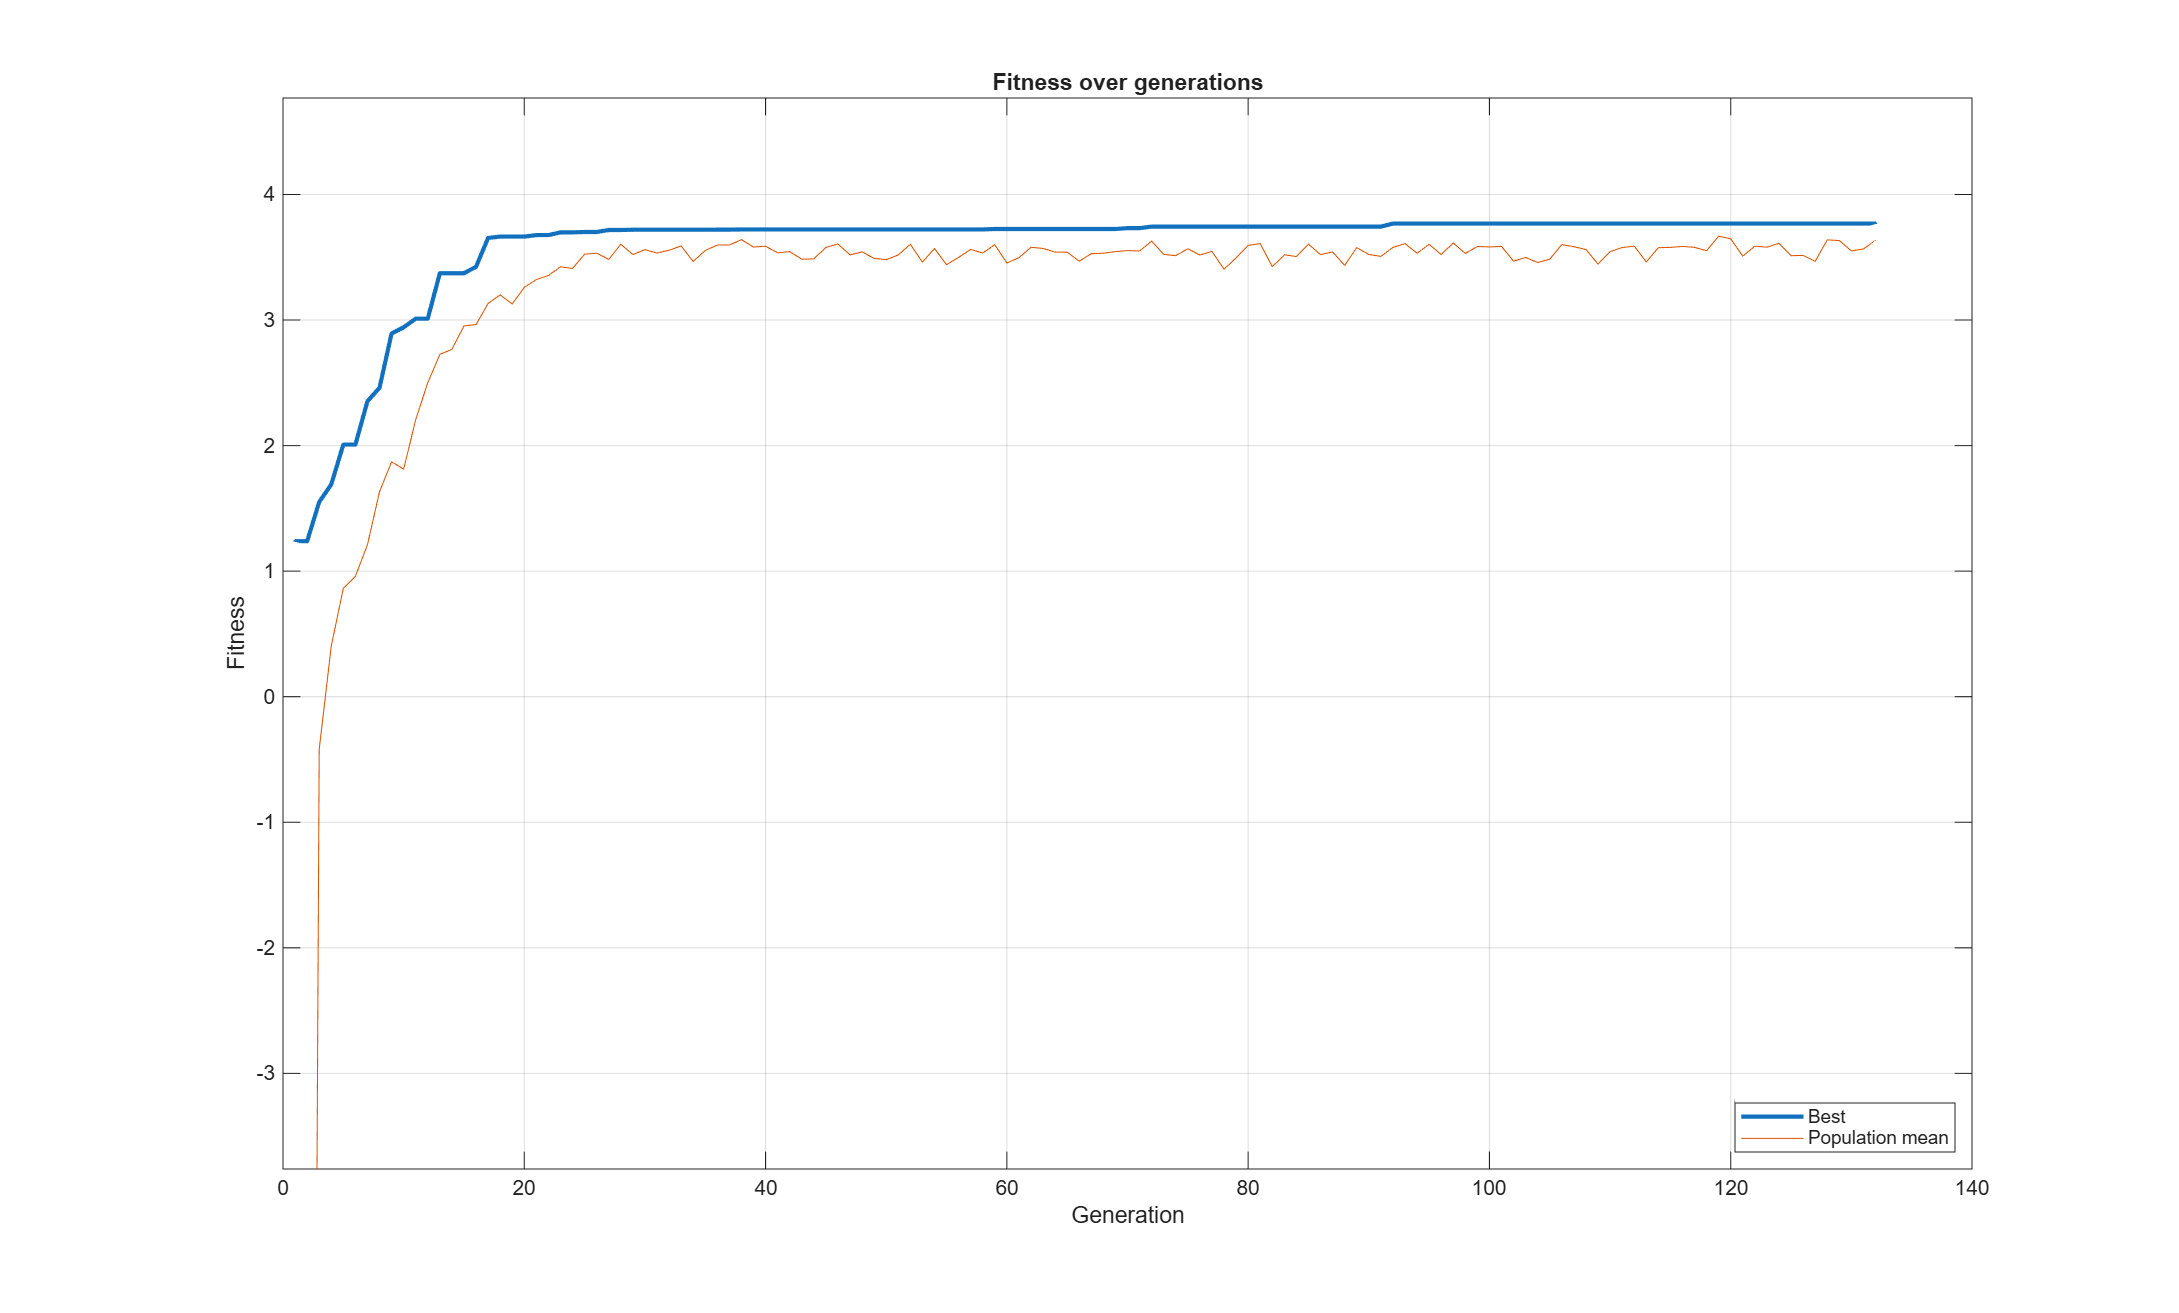 Fitness over generations
4
3
2
1
0
-1
-2
-3
Fitness
0 20 40 60 80 100 120 140
Generation
Best
Population mean